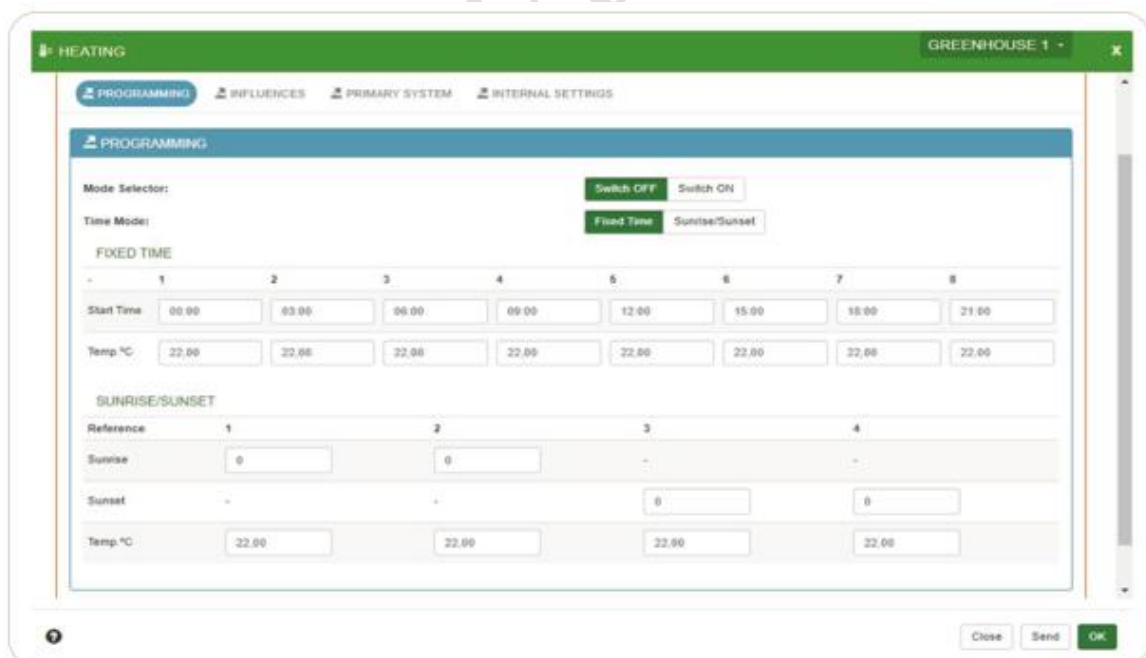 HEATING GREENHOUSE 1 x
PROGRAMMING INFLUENCES PRIMARY SYSTEM INTERNAL SETTINGS
PROGRAMMING
Mode Selector: Switch OFF Switch ON
Time Mode: Fixed Time Sunrise/Sunset
FIXED TIME
- 1 2 3 4 5 6 7 8
Start Time 00:00 03:00 06:00 09:00 12:00 15:00 18:00 21:00
Temp ºC 22,00 22,00 22,00 22,00 22,00 22,00 22,00 22,00
SUNRISE/SUNSET
Reference 1 2 3 4
Sunrise 0 0 - -
Sunset - - 0 0
Temp.ºC 22,00 22,00 22,00 22,00
? Close Send OK